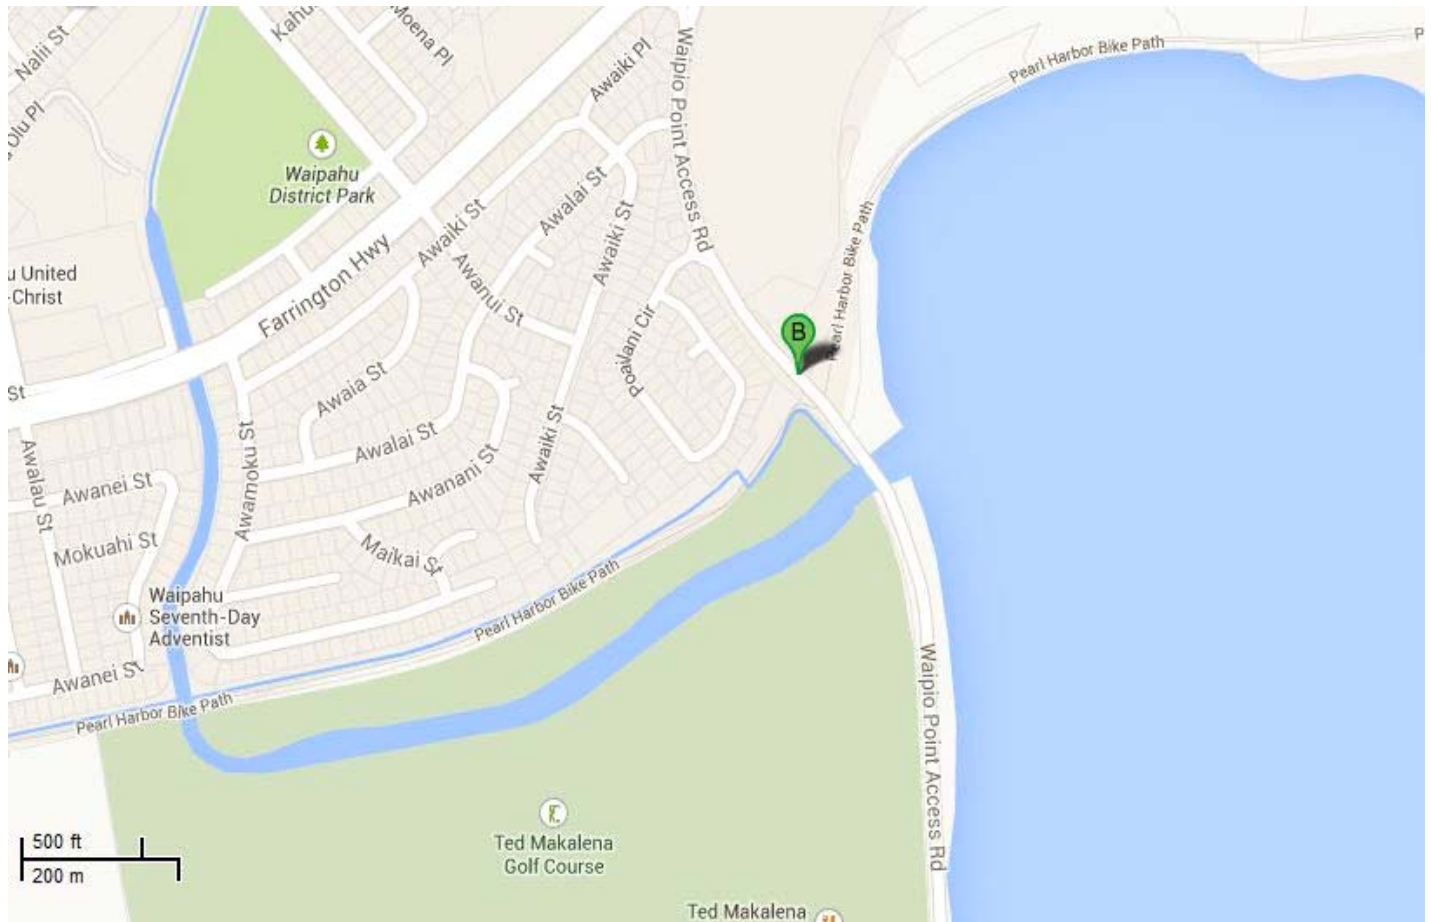 Nalii St
Kahu
Moena Pl
Waipio Point Access Rd
Awaiki Pl
Pearl Harbor Bike Path
P
olu Pl
Waipahu
District Park
Awalai St
Awaiki St
Awaiki St
Pearl Harbor Bike Path
u United
-Christ
Farrington Hwy
Awanui St
B
Poailani Cir
St
Awaia St
Awamoku St
Awalai St
Awaiki St
Awalau St
Awanei St
Awanani St
Mokuahi St
Maikai St
Waipahu
Seventh-Day
Adventist
Pearl Harbor Bike Path
Awanei St
Pearl Harbor Bike Path
Waipio Point Access Rd
Ted Makalena
Golf Course
500 ft
200 m
Ted Makalena